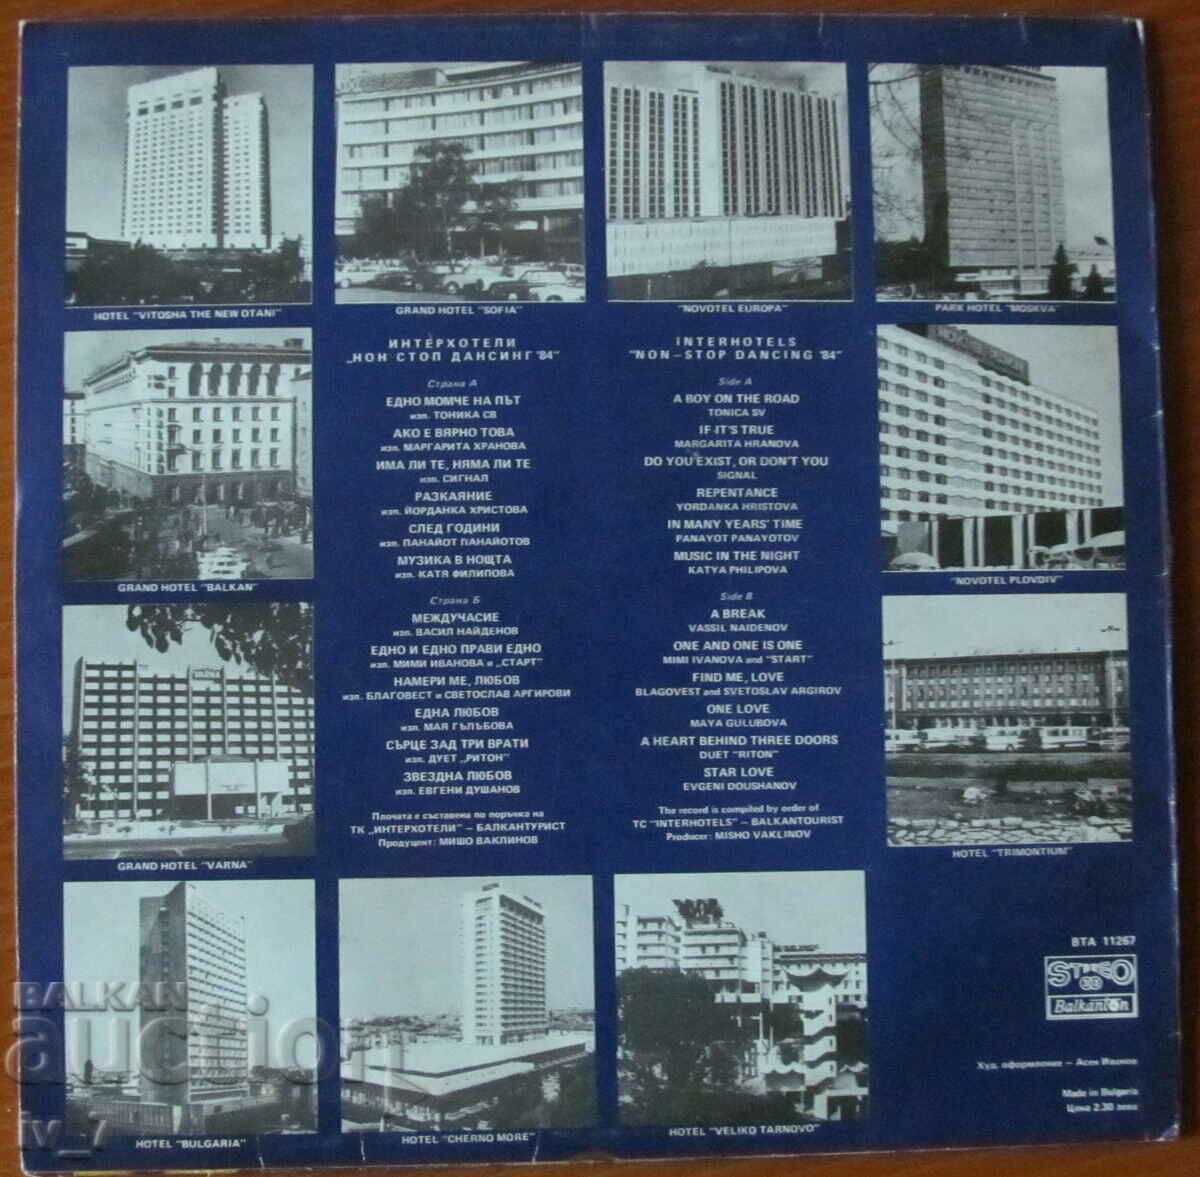 HOTEL "VITOSHA THE NEW OTANI"
GRAND HOTEL "SOFIA"
"NOVOTEL EUROPA"
PARK HOTEL "MOSKVA"
GRAND HOTEL "BALKAN"
"NOVOTEL PLOVDIV"
GRAND HOTEL "VARNA"
HOTEL "TRIMONTIUM"
HOTEL "BULGARIA"
HOTEL "CHERNO MORE"
HOTEL "VELIKO TARNOVO"
ИНТЕРХОТЕЛИ
„НОН СТОП ДАНСИНГ '84"
Страна А
ЕДНО МОМЧЕ НА ПЪТ
изп. ТОНИКА СВ
АКО Е ВЯРНО ТОВА
изп. МАРГАРИТА ХРАНОВА
ИМА ЛИ ТЕ, НЯМА ЛИ ТЕ
изп. СИГНАЛ
РАЗКАЯНИЕ
изп. ЙОРДАНКА ХРИСТОВА
СЛЕД ГОДИНИ
изп. ПАНАЙОТ ПАНАЙОТОВ
МУЗИКА В НОЩТА
изп. КАТЯ ФИЛИПОВА
Страна Б
МЕЖДУЧАСИЕ
изп. ВАСИЛ НАЙДЕНОВ
ЕДНО И ЕДНО ПРАВИ ЕДНО
изп. МИМИ ИВАНОВА и „СТАРТ"
НАМЕРИ МЕ, ЛЮБОВ
изп. БЛАГОВЕСТ и СВЕТОСЛАВ АРГИРОВИ
ЕДНА ЛЮБОВ
изп. МАЯ ГЪЛЪБОВА
СЪРЦЕ ЗАД ТРИ ВРАТИ
изп. ДУЕТ „РИТОН"
ЗВЕЗДНА ЛЮБОВ
изп. ЕВГЕНИ ДУШАНОВ
Плочата е съставена по поръчка на
ТК „ИНТЕРХОТЕЛИ" – БАЛКАНТУРИСТ
Продуцент: МИШО ВАКЛИНОВ
INTERHOTELS
"NON–STOP DANCING '84"
Side A
A BOY ON THE ROAD
TONICA SV
IF IT'S TRUE
MARGARITA HRANOVA
DO YOU EXIST, OR DON'T YOU
SIGNAL
REPENTANCE
YORDANKA HRISTOVA
IN MANY YEARS' TIME
PANAYOT PANAYOTOV
MUSIC IN THE NIGHT
KATYA PHILIPOVA
Side B
A BREAK
VASSIL NAIDENOV
ONE AND ONE IS ONE
MIMI IVANOVA and "START"
FIND ME, LOVE
BLAGOVEST and SVETOSLAV ARGIROV
ONE LOVE
MAYA GULUBOVA
A HEART BEHIND THREE DOORS
DUET "RITON"
STAR LOVE
EVGENI DOUSHANOV
The record is compiled by order of
TC "INTERHOTELS" – BALKANTOURIST
Producer: MISHO VAKLINOV
BTA 11267
STEREO
33
Balkanton
Худ. оформление – Асен Иванов
Made in Bulgaria
Цена 2.30 лева
BALKAN
auction
iv_7